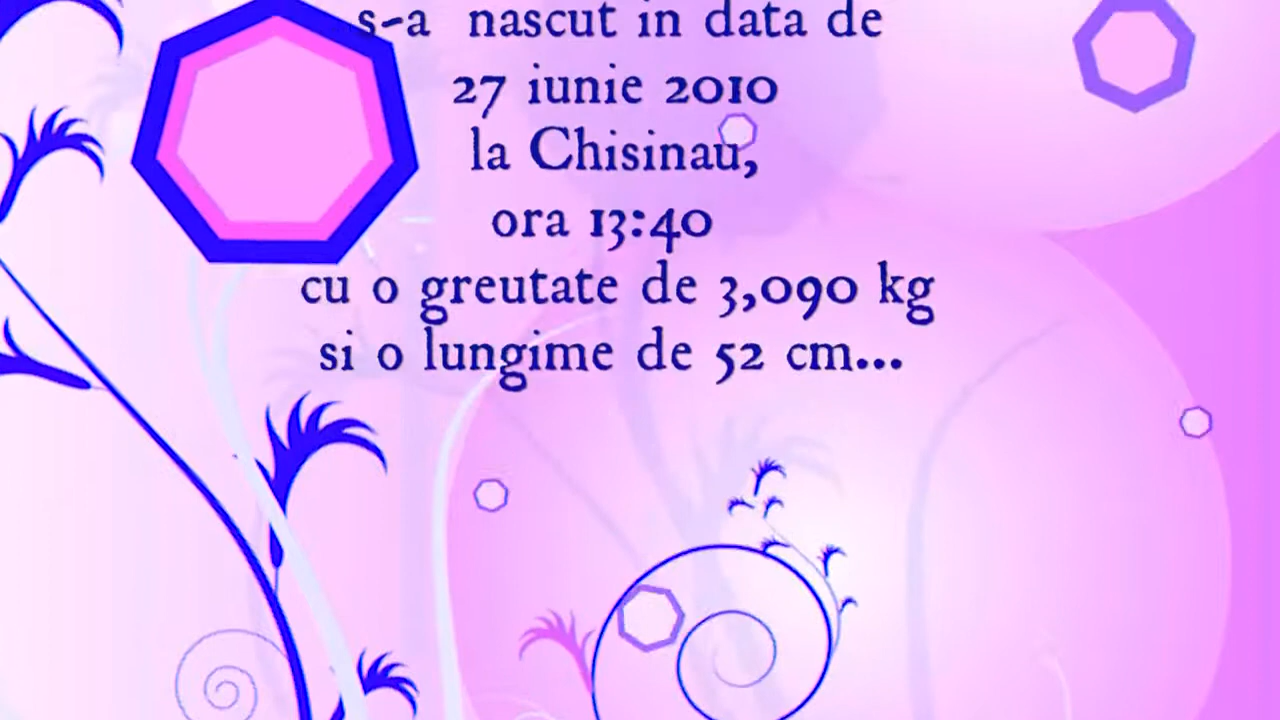 s-a nascut in data de
27 iunie 2010
la Chisinau,
ora 13:40
cu o greutate de 3,090 kg
si o lungime de 52 cm...